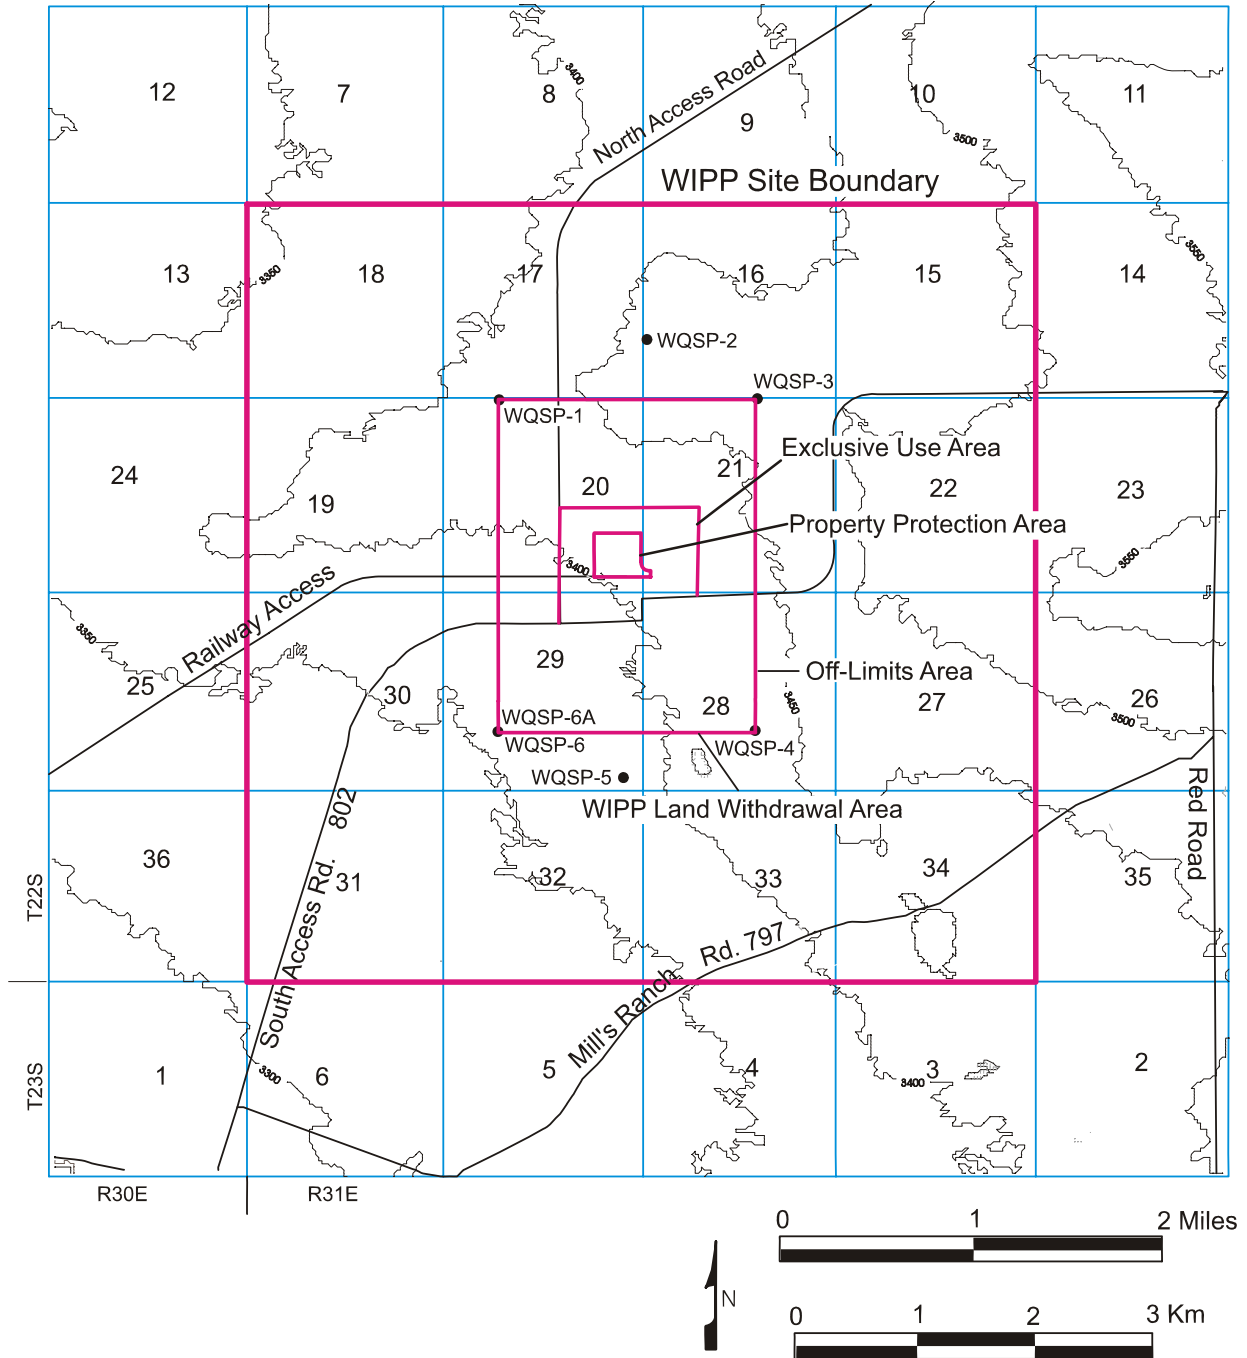 12
7
8
3400
North Access Road
9
10
11
3500
WIPP Site Boundary
13
3350
18
17
16
15
3550
14
WQSP-2
WQSP-3
WQSP-1
Exclusive Use Area
24
19
20
21
22
23
Property Protection Area
3400
3550
Railway Access
3350
25
30
29
Off-Limits Area
28
3450
27
26
3500
WQSP-6A
WQSP-6
WQSP-4
WQSP-5
WIPP Land Withdrawal Area
Red Road
802
36
31
32
33
34
35
T22S
South Access Rd.
Mill's Ranch Rd. 797
T23S
1
3300
6
5
4
3
3400
2
R30E
R31E
0 1 2 Miles
N
0 1 2 3 Km